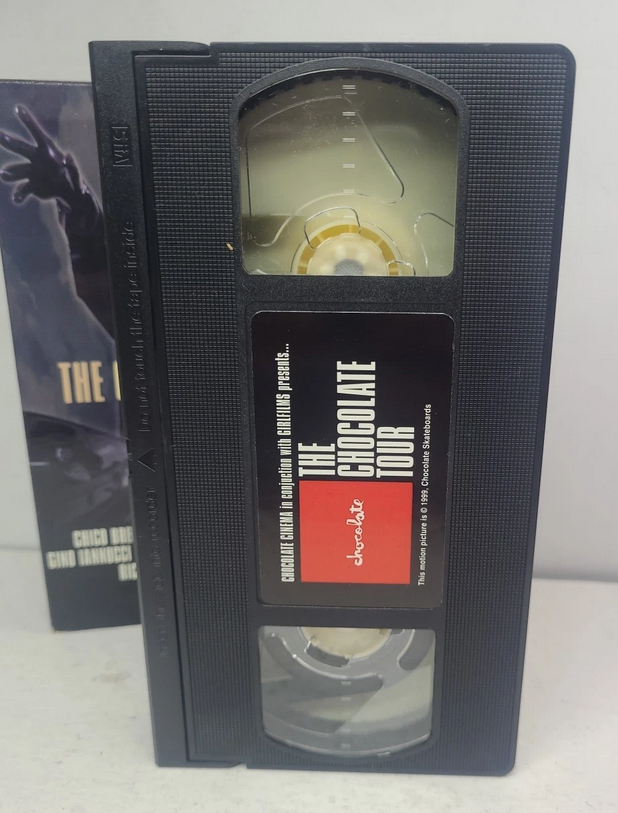 VHS
Do not touch the tape inside
CHOCOLATE CINEMA in conjuction with GIRLFILMS presents...
THE
CHOCOLATE
TOUR
chocolate
This motion picture is © 1999, Chocolate Skateboards
THE
CHICO BRE
GINO IANNUCCI